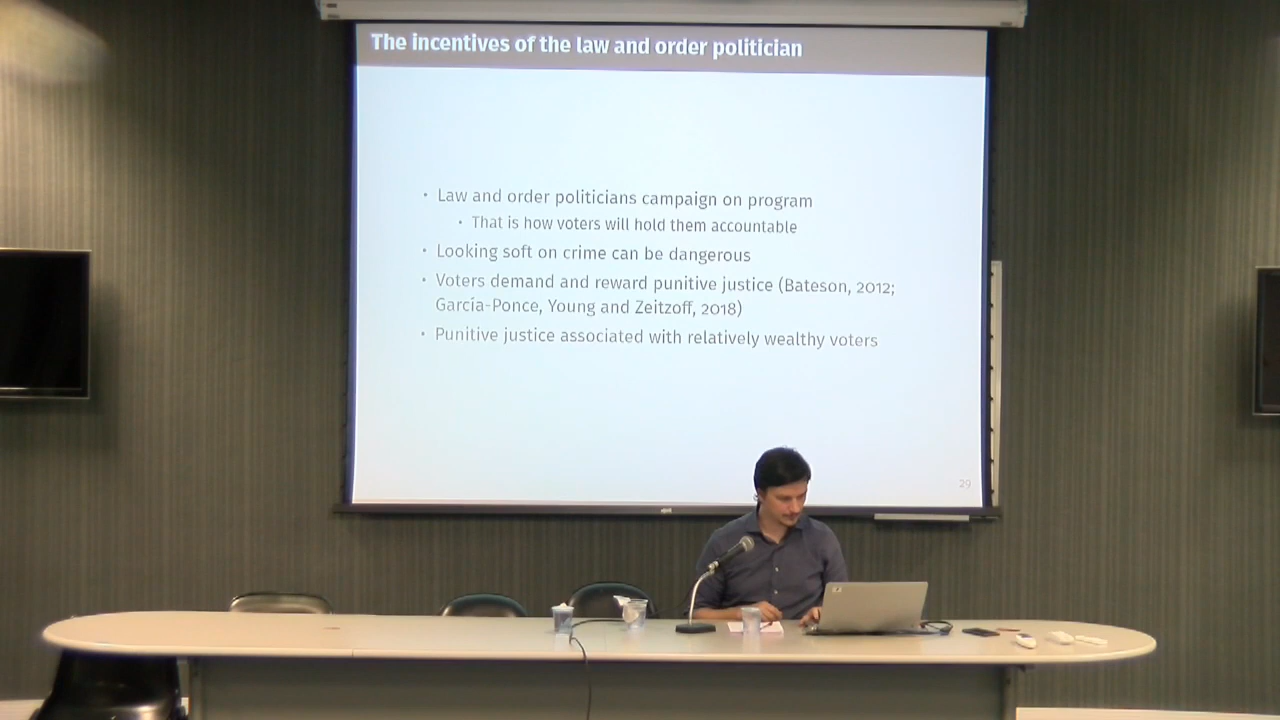 The incentives of the law and order politician
• Law and order politicians campaign on program
• That is how voters will hold them accountable
• Looking soft on crime can be dangerous
• Voters demand and reward punitive justice (Bateson, 2012;
García-Ponce, Young and Zeitzoff, 2018)
• Punitive justice associated with relatively wealthy voters
29